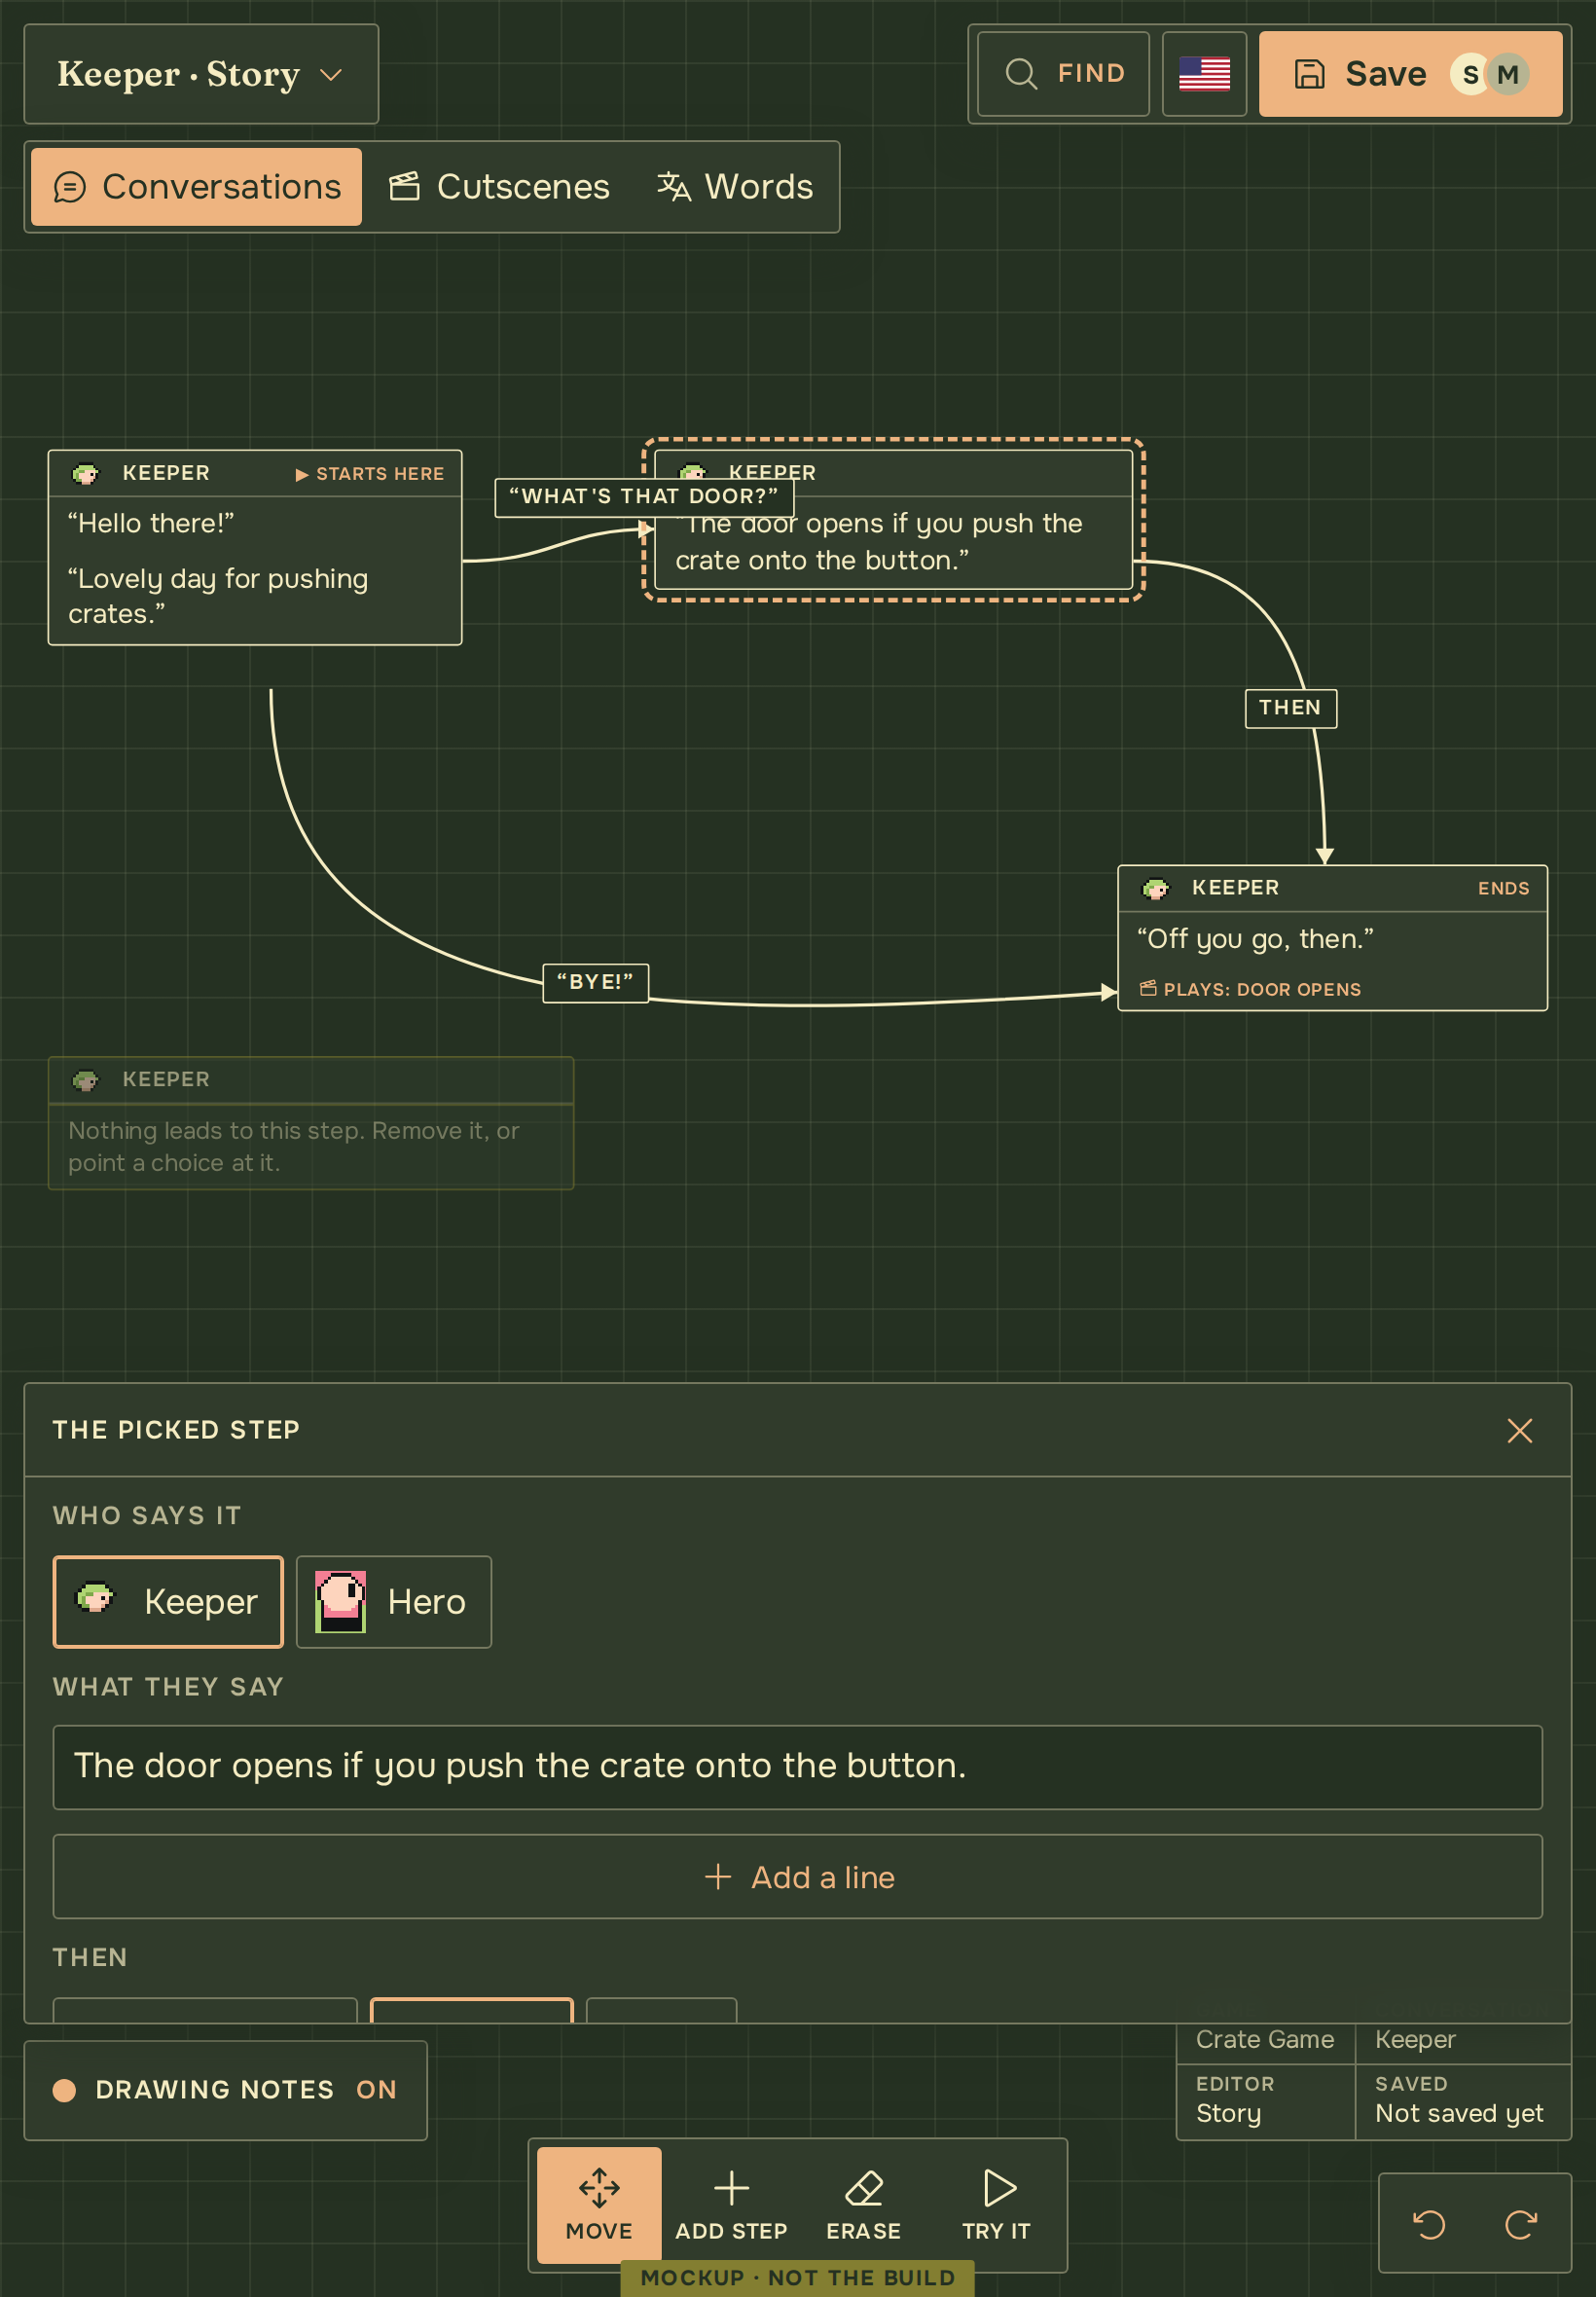 Keeper · Story
FIND
Save
S
M
Conversations
Cutscenes
Words
KEEPER
▶ STARTS HERE
“Hello there!”
“Lovely day for pushing
crates.”
“WHAT'S THAT DOOR?”
KEEPER
“The door opens if you push the
crate onto the button.”
THEN
“BYE!”
KEEPER
ENDS
“Off you go, then.”
PLAYS: DOOR OPENS
KEEPER
Nothing leads to this step. Remove it, or
point a choice at it.
THE PICKED STEP
WHO SAYS IT
Keeper
Hero
WHAT THEY SAY
The door opens if you push the crate onto the button.
Add a line
THEN
Crate Game
Keeper
EDITOR
SAVED
Story
Not saved yet
DRAWING NOTES ON
MOVE
ADD STEP
ERASE
TRY IT
MOCKUP · NOT THE BUILD